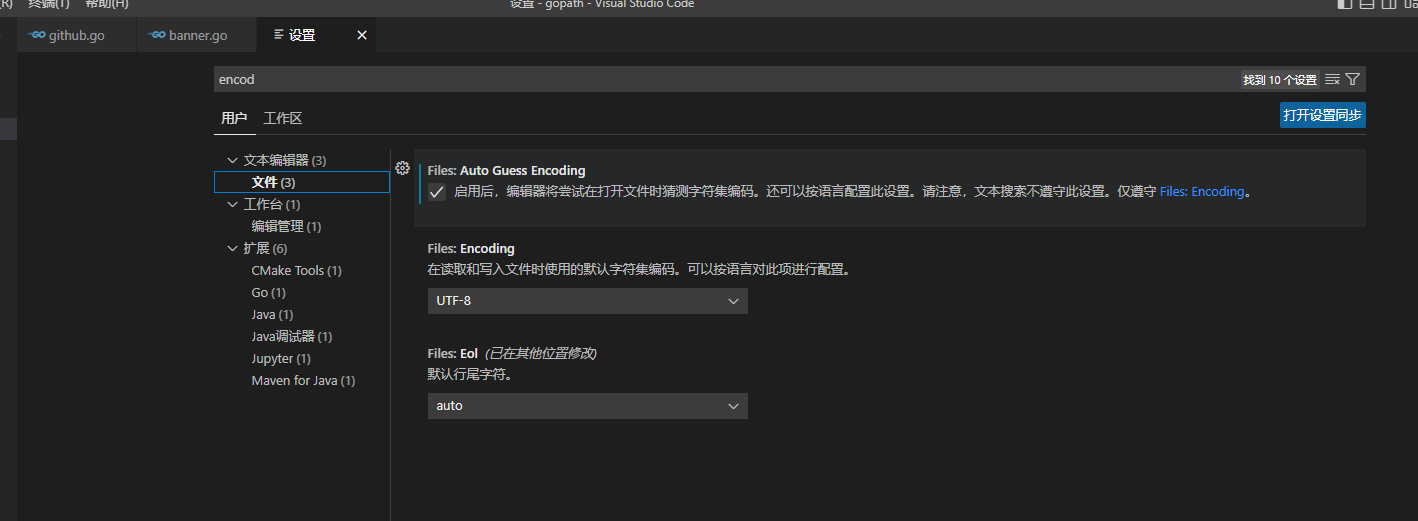 (R) 终端(T) 帮助(H) 设置 - gopath - Visual Studio Code
github.go banner.go 设置
encod 找到 10 个设置
用户 工作区 打开设置同步
文本编辑器 (3)
文件 (3)
工作台 (1)
编辑管理 (1)
扩展 (6)
CMake Tools (1)
Go (1)
Java (1)
Java调试器 (1)
Jupyter (1)
Maven for Java (1)
Files: Auto Guess Encoding
启用后，编辑器将尝试在打开文件时猜测字符集编码。还可以按语言配置此设置。请注意，文本搜索不遵守此设置。仅遵守 Files: Encoding。
Files: Encoding
在读取和写入文件时使用的默认字符集编码。可以按语言对此项进行配置。
UTF-8
Files: Eol (已在其他位置修改)
默认行尾字符。
auto